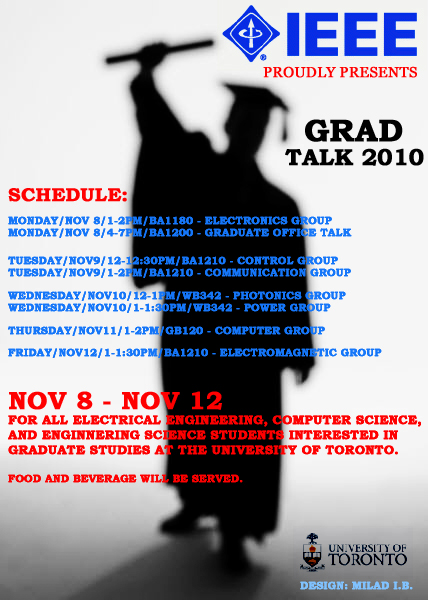 IEEE
PROUDLY PRESENTS
GRAD
TALK 2010
SCHEDULE:
MONDAY/NOV 8/1-2PM/BA1180 - ELECTRONICS GROUP
MONDAY/NOV 8/4-7PM/BA1200 - GRADUATE OFFICE TALK
TUESDAY/NOV9/12-12:30PM/BA1210 - CONTROL GROUP
TUESDAY/NOV9/1-2PM/BA1210 - COMMUNICATION GROUP
WEDNESDAY/NOV10/12-1PM/WB342 - PHOTONICS GROUP
WEDNESDAY/NOV10/1-1:30PM/WB342 - POWER GROUP
THURSDAY/NOV11/1-2PM/GB120 - COMPUTER GROUP
FRIDAY/NOV12/1-1:30PM/BA1210 - ELECTROMAGNETIC GROUP
NOV 8 - NOV 12
FOR ALL ELECTRICAL ENGINEERING, COMPUTER SCIENCE,
AND ENGINNERING SCIENCE STUDENTS INTERESTED IN
GRADUATE STUDIES AT THE UNIVERSITY OF TORONTO.
FOOD AND BEVERAGE WILL BE SERVED.
UNIVERSITY OF
TORONTO
DESIGN: MILAD I.B.